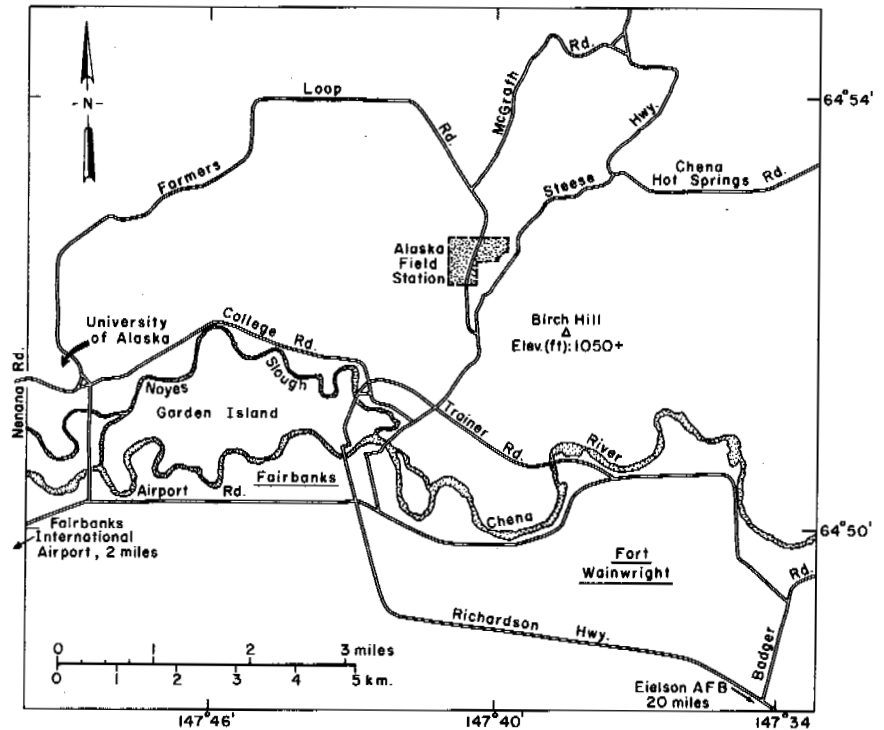 - N -
Loop
Rd.
McGrath
Rd.
64°54'
Farmers
Hwy.
Steese
Chena
Hot Springs
Rd.
Alaska
Field
Station
University
of Alaska
College
Rd.
Birch Hill
Elev.(ft):1050+
Nenana Rd.
Noyes
Slough
Garden Island
Trainer
Rd.
River
Fairbanks
Airport Rd.
Chena
Fairbanks
International
Airport, 2 miles
64°50'
Fort
Wainwright
Rd.
Badger
Richardson
Hwy.
0 1 2 3 miles
0 1 2 3 4 5 km.
Eielson AFB
20 miles
147°46'
147°40'
147°34'